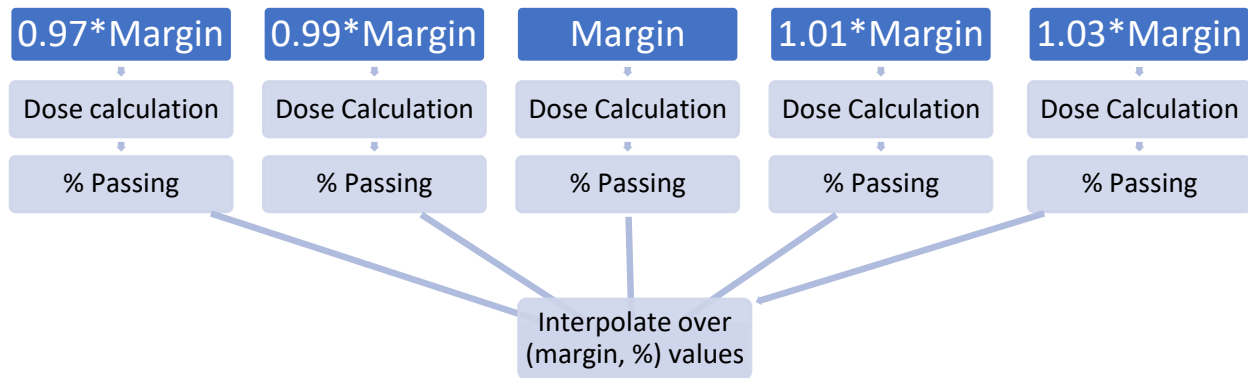 0.97*Margin
0.99*Margin
Margin
1.01*Margin
1.03*Margin
Dose calculation
Dose Calculation
Dose Calculation
Dose Calculation
Dose Calculation
% Passing
% Passing
% Passing
% Passing
% Passing
Interpolate over
(margin, %) values